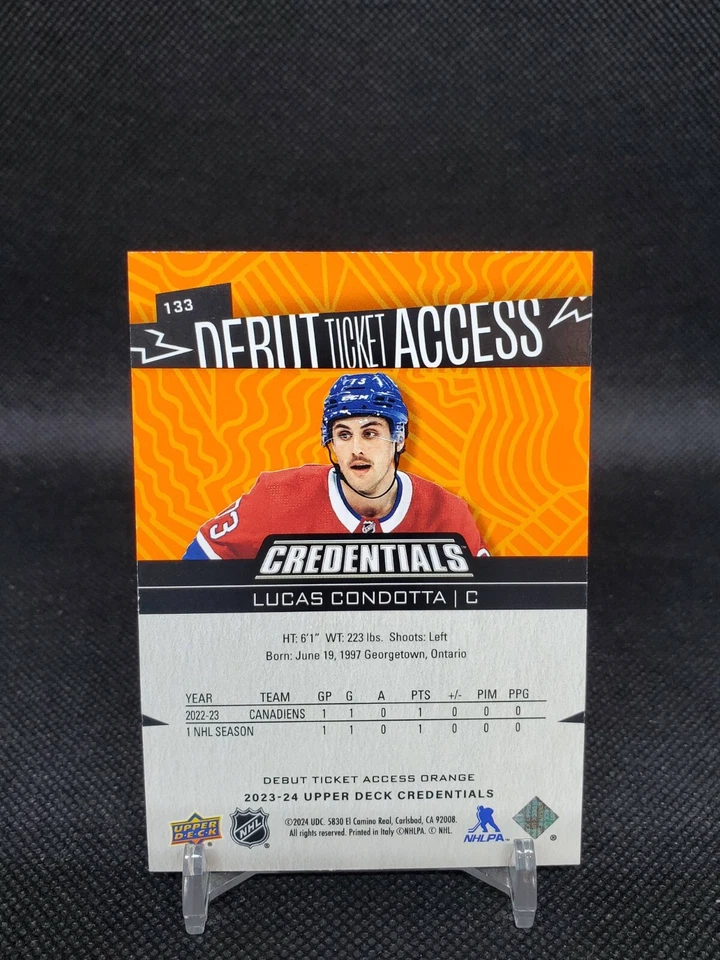 133
DEBUT TICKET ACCESS
73
CCM
73
CREDENTIALS
LUCAS CONDOTTA | C
HT: 6'1" WT: 223 lbs. Shoots: Left
Born: June 19, 1997 Georgetown, Ontario
YEAR TEAM GP G A PTS +/- PIM PPG
2022-23 CANADIENS 1 1 0 1 0 0 0
1 NHL SEASON 1 1 0 1 0 0 0
DEBUT TICKET ACCESS ORANGE
2023-24 UPPER DECK CREDENTIALS
UPPER DECK
NHL
©2024 UDC. 5830 El Camino Real, Carlsbad, CA 92008.
All rights reserved. Printed in Italy ©NHLPA. © NHL.
NHLPA